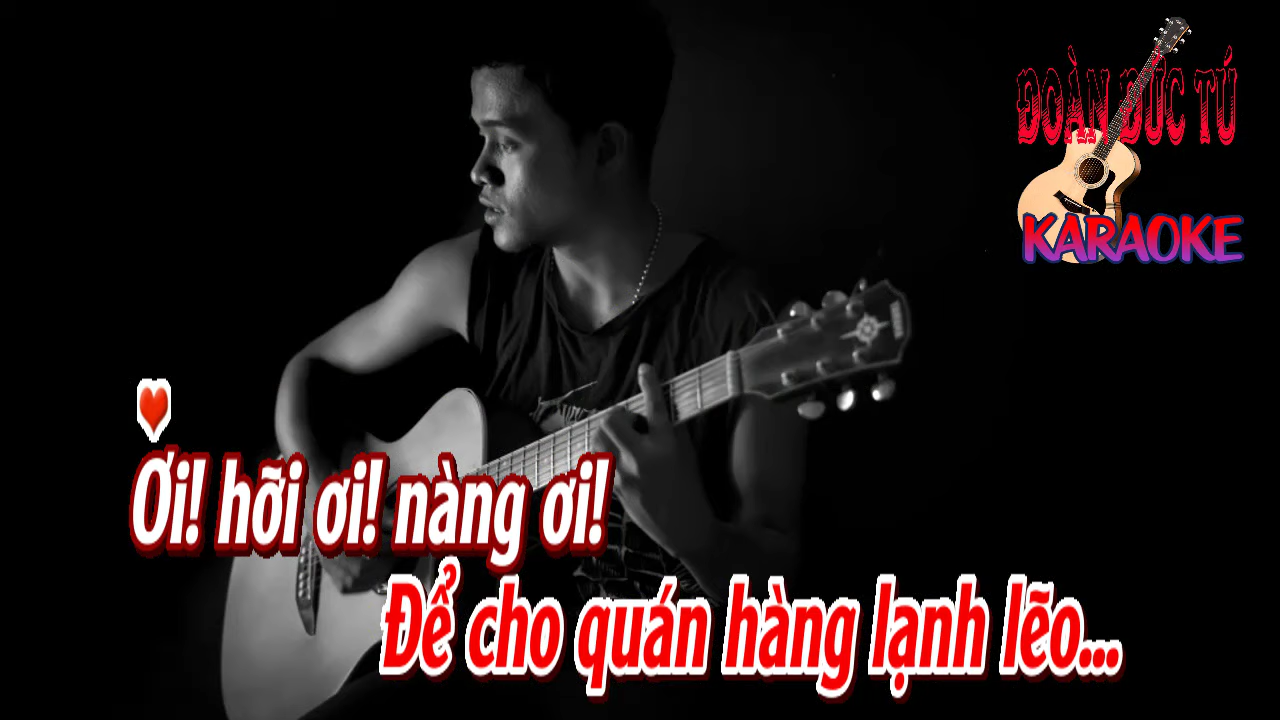 ĐOÀN ĐỨC TÚ
KARAOKE
Ơi! hỡi ơi! nàng ơi!
Để cho quán hàng lạnh lẽo...